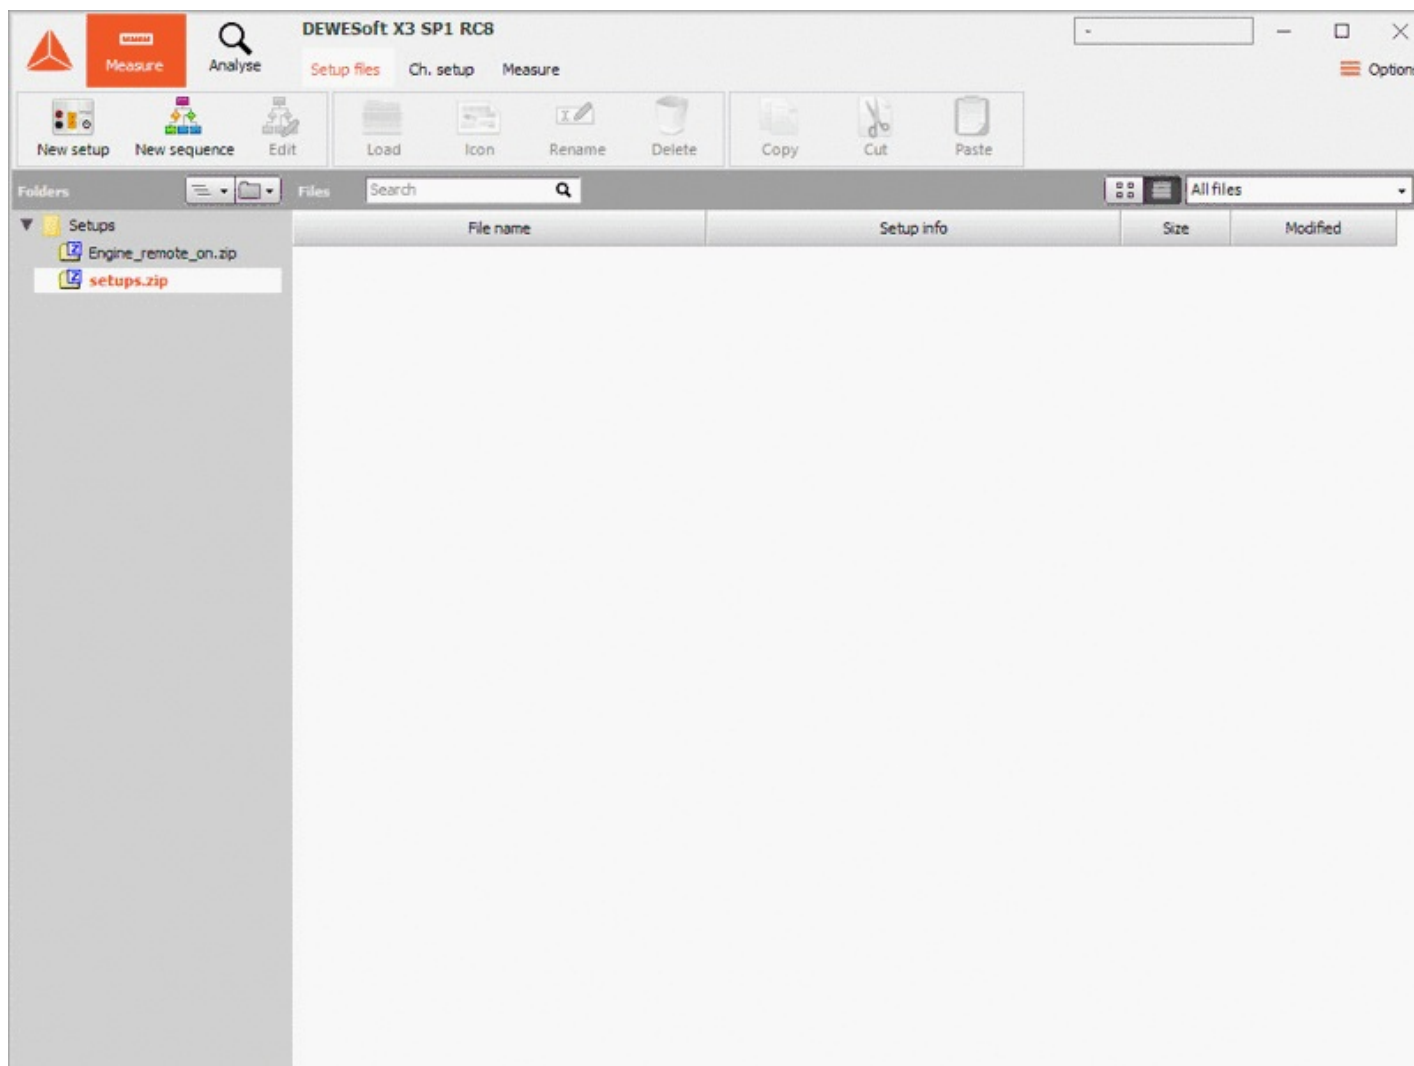 DEWESoft X3 SP1 RC8
-
Measure
Analyse
Setup files Ch. setup Measure
Option
New setup New sequence Edit Load Icon Rename Delete Copy Cut Paste
Folders
Files
Search
All files
Setups
Engine_remote_on.zip
setups.zip
File name Setup info Size Modified